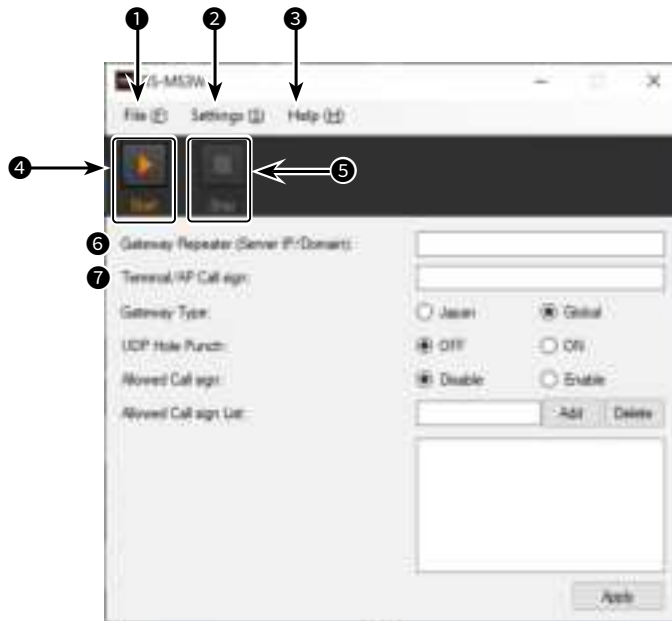 1 2 3
RS-MS3W
File (F) Settings (S) Help (H)
4 5
Start Stop
6 Gateway Repeater (Server IP/Domain):
7 Terminal/AP Call sign:
Gateway Type: Japan Global
UDP Hole Punch: OFF ON
Allowed Call sign: Disable Enable
Allowed Call sign List: Add Delete
Apply